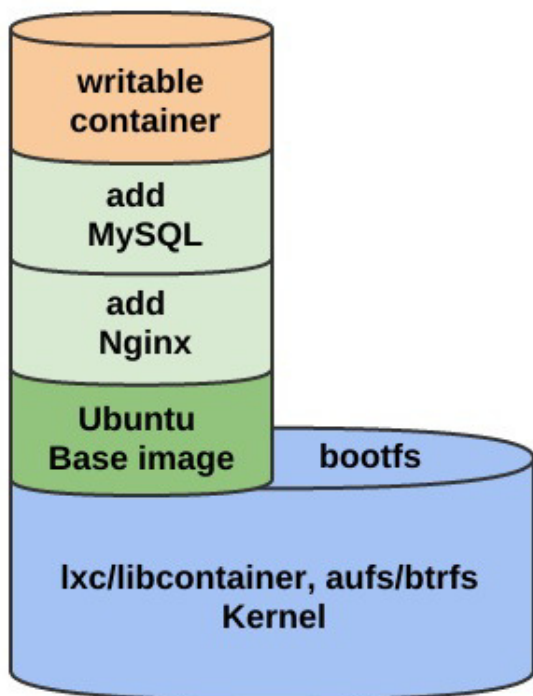 writable
container
add
MySQL
add
Nginx
Ubuntu
Base image
bootfs
lxc/libcontainer, aufs/btrfs
Kernel